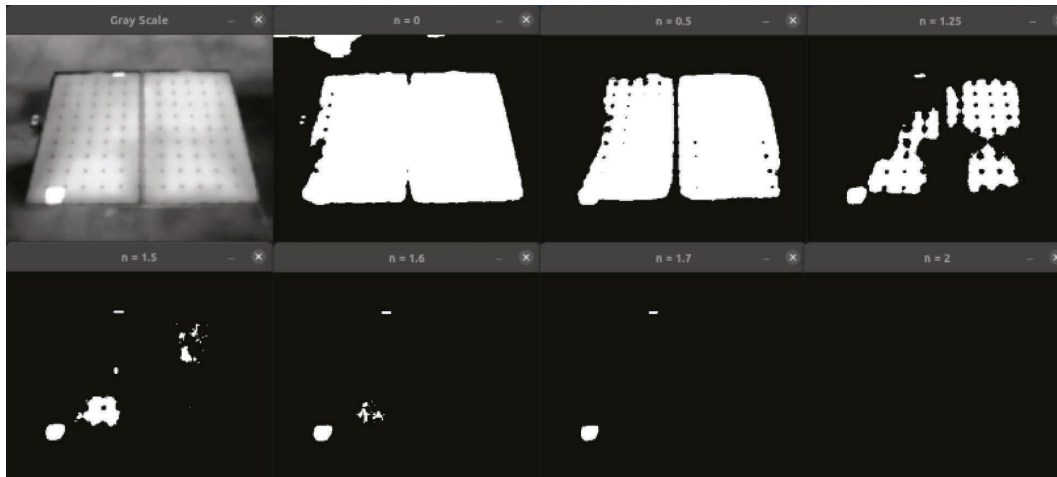 Gray Scale
n = 0
n = 0.5
n = 1.25
n = 1.5
n = 1.6
n = 1.7
n = 2